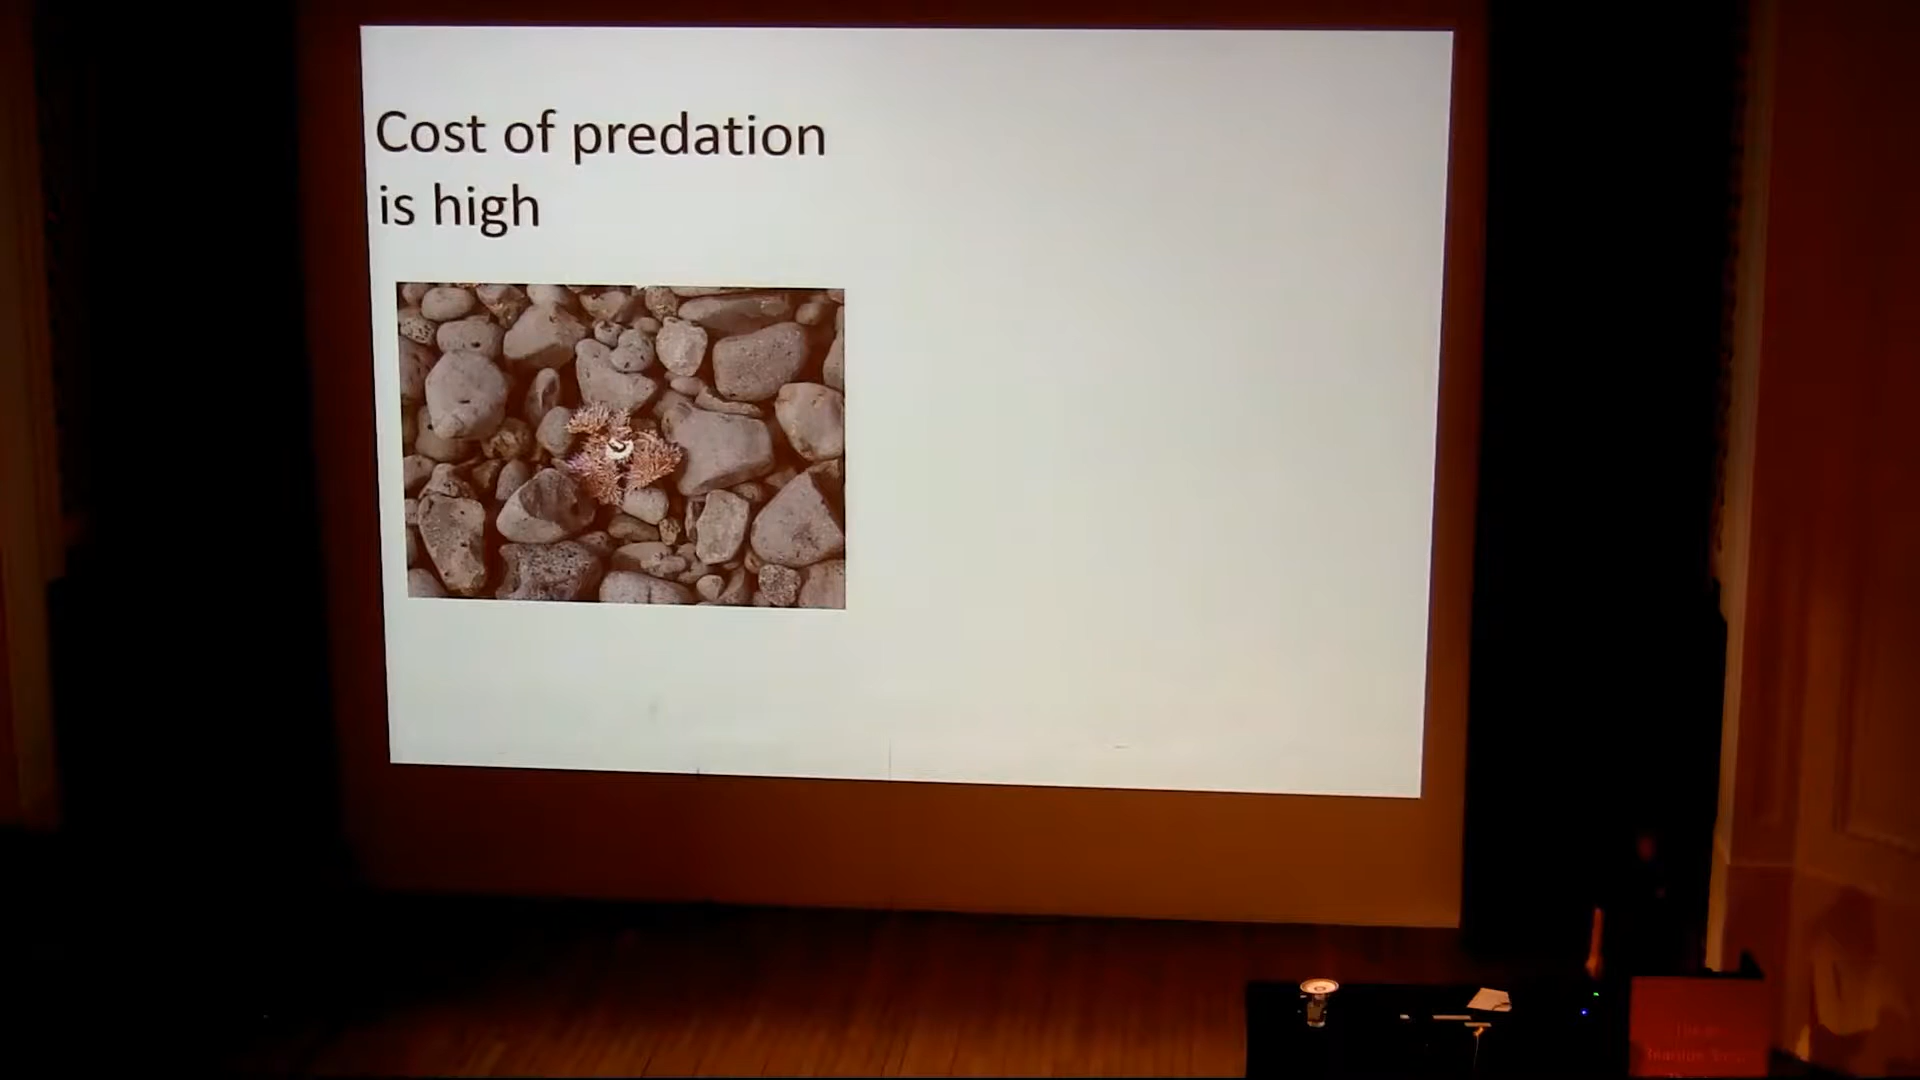 Cost of predation
is high